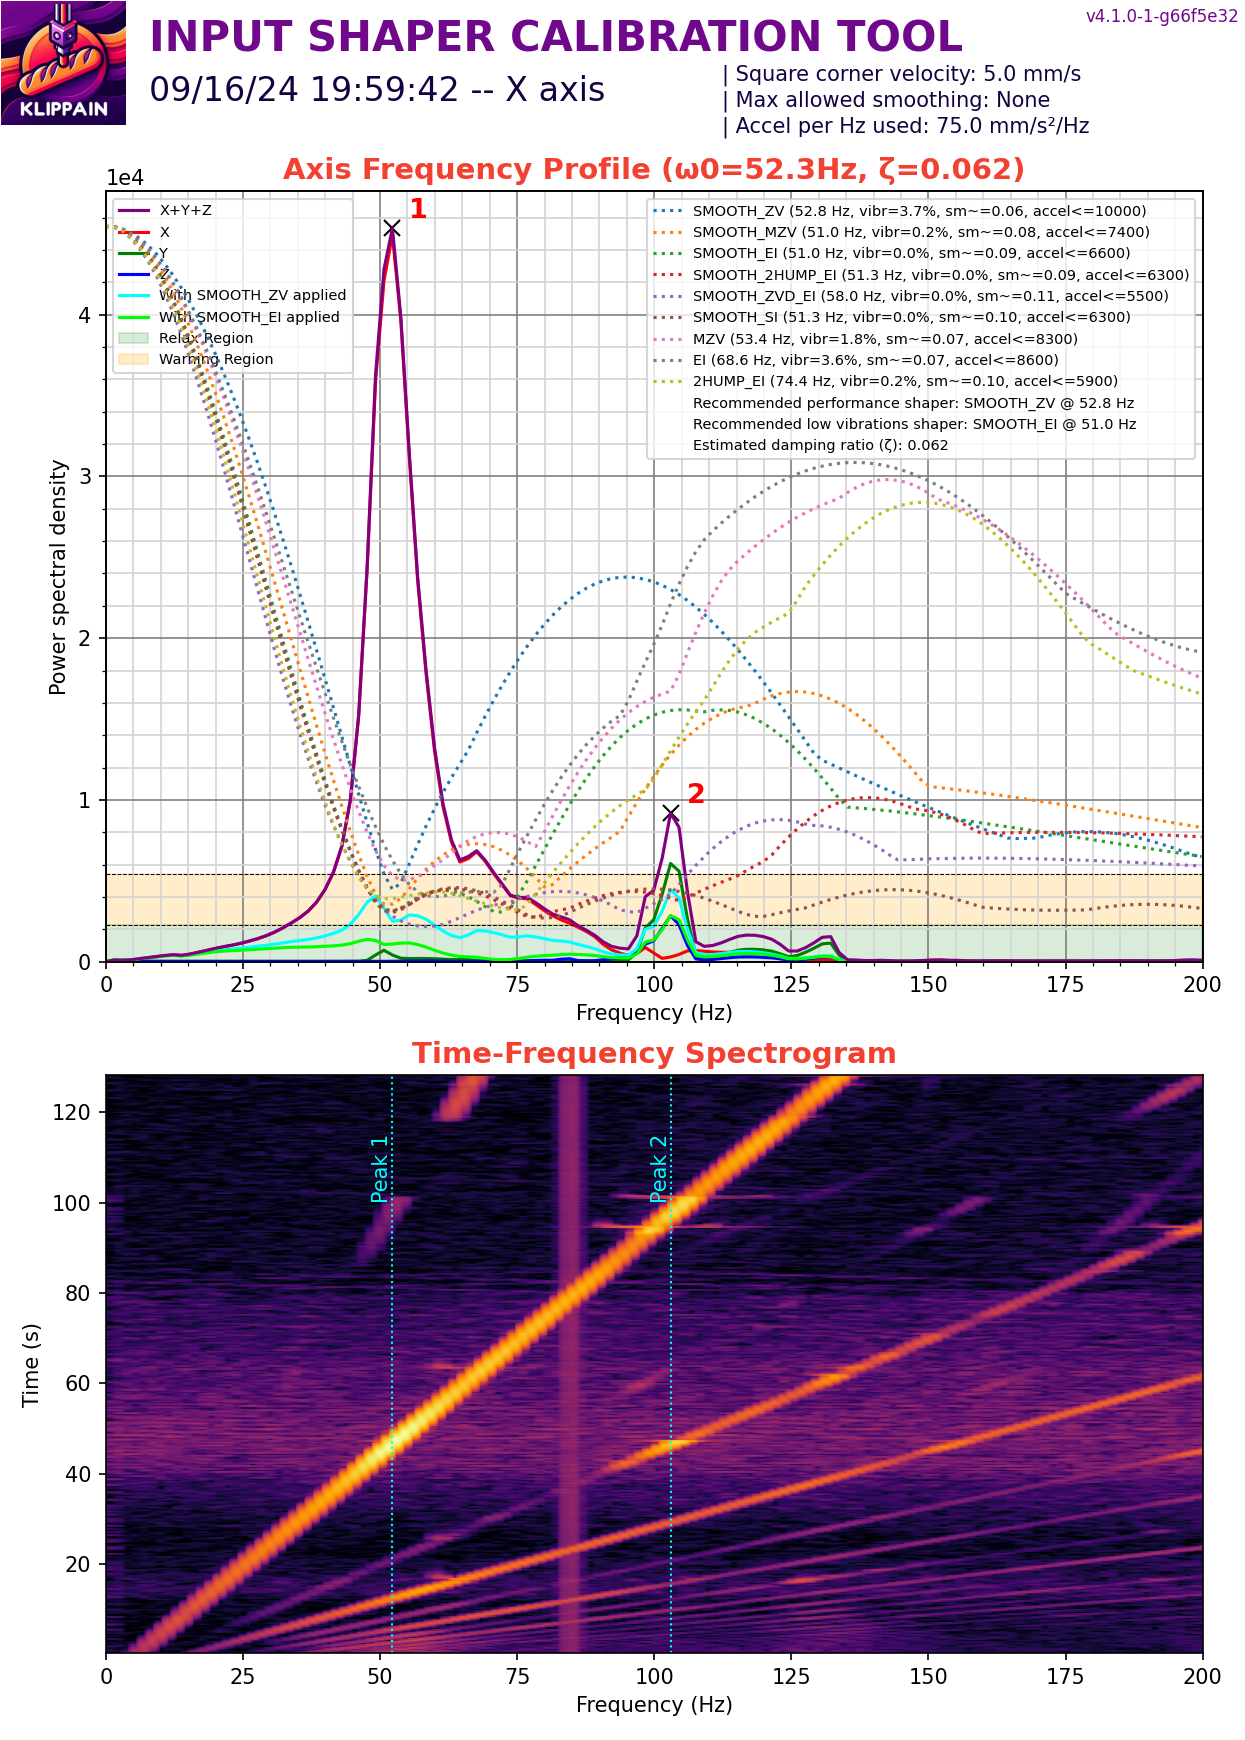 v4.1.0-1-g66f5e32
INPUT SHAPER CALIBRATION TOOL
KLIPPAIN
09/16/24 19:59:42 -- X axis
| Square corner velocity: 5.0 mm/s
| Max allowed smoothing: None
| Accel per Hz used: 75.0 mm/s²/Hz
Axis Frequency Profile (ω0=52.3Hz, ζ=0.062)
1e4
X+Y+Z
X
Y
Z
With SMOOTH_ZV applied
With SMOOTH_EI applied
Relax Region
Warning Region
1
SMOOTH_ZV (52.8 Hz, vibr=3.7%, sm~=0.06, accel<=10000)
SMOOTH_MZV (51.0 Hz, vibr=0.2%, sm~=0.08, accel<=7400)
SMOOTH_EI (51.0 Hz, vibr=0.0%, sm~=0.09, accel<=6600)
SMOOTH_2HUMP_EI (51.3 Hz, vibr=0.0%, sm~=0.09, accel<=6300)
SMOOTH_ZVD_EI (58.0 Hz, vibr=0.0%, sm~=0.11, accel<=5500)
SMOOTH_SI (51.3 Hz, vibr=0.0%, sm~=0.10, accel<=6300)
MZV (53.4 Hz, vibr=1.8%, sm~=0.07, accel<=8300)
EI (68.6 Hz, vibr=3.6%, sm~=0.07, accel<=8600)
2HUMP_EI (74.4 Hz, vibr=0.2%, sm~=0.10, accel<=5900)
Recommended performance shaper: SMOOTH_ZV @ 52.8 Hz
Recommended low vibrations shaper: SMOOTH_EI @ 51.0 Hz
Estimated damping ratio (ζ): 0.062
2
Power spectral density
4
3
2
1
0
0 25 50 75 100 125 150 175 200
Frequency (Hz)
Time-Frequency Spectrogram
Peak 1
Peak 2
Time (s)
120
100
80
60
40
20
0 25 50 75 100 125 150 175 200
Frequency (Hz)